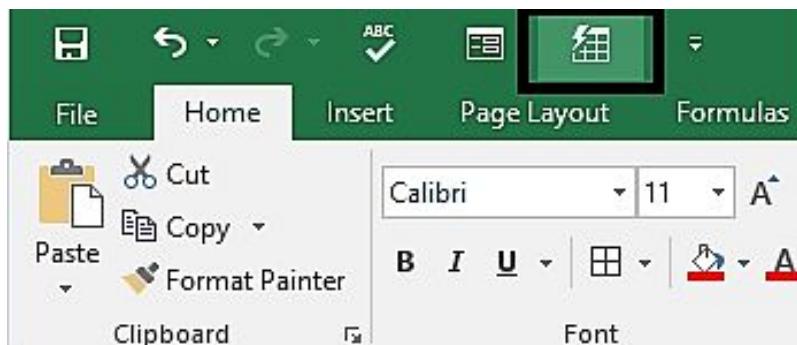 ABC
File Home Insert Page Layout Formulas
Cut
Copy
Paste
Format Painter
Clipboard
Calibri 11 A
B I U A
Font